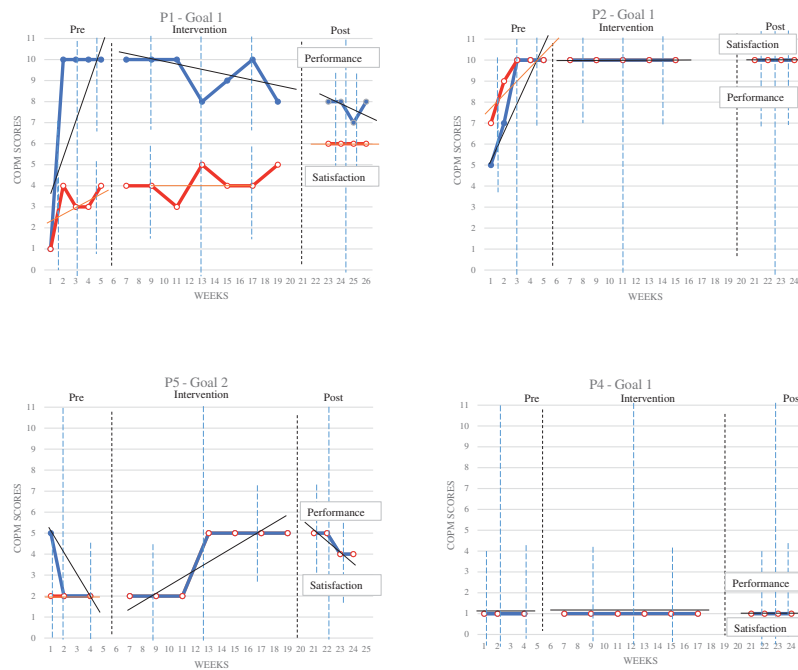 P1 - Goal 1
Pre
Intervention
Post
11
10
9
8
7
6
5
4
3
2
1
0
COPM SCORES
Performance
Satisfaction
1 2 3 4 5 6 7 8 9 10 11 12 13 14 15 16 17 18 19 20 21 22 23 24 25 26
WEEKS
P2 - Goal 1
Pre
Intervention
Post
11
10
9
8
7
6
5
4
3
2
1
0
COPM SCORES
Satisfaction
Performance
1 2 3 4 5 6 7 8 9 10 11 12 13 14 15 16 17 18 19 20 21 22 23 24
WEEKS
P5 - Goal 2
Pre
Intervention
Post
11
10
9
8
7
6
5
4
3
2
1
0
COPM SCORES
Performance
Satisfaction
1 2 3 4 5 6 7 8 9 10 11 12 13 14 15 16 17 18 19 20 21 22 23 24 25
WEEKS
P4 - Goal 1
Pre
Intervention
Pos
11
10
9
8
7
6
5
4
3
2
1
0
COPM SCORES
Performance
Satisfaction
1 2 3 4 5 6 7 8 9 10 11 12 13 14 15 16 17 18 19 20 21 22 23 24
WEEKS